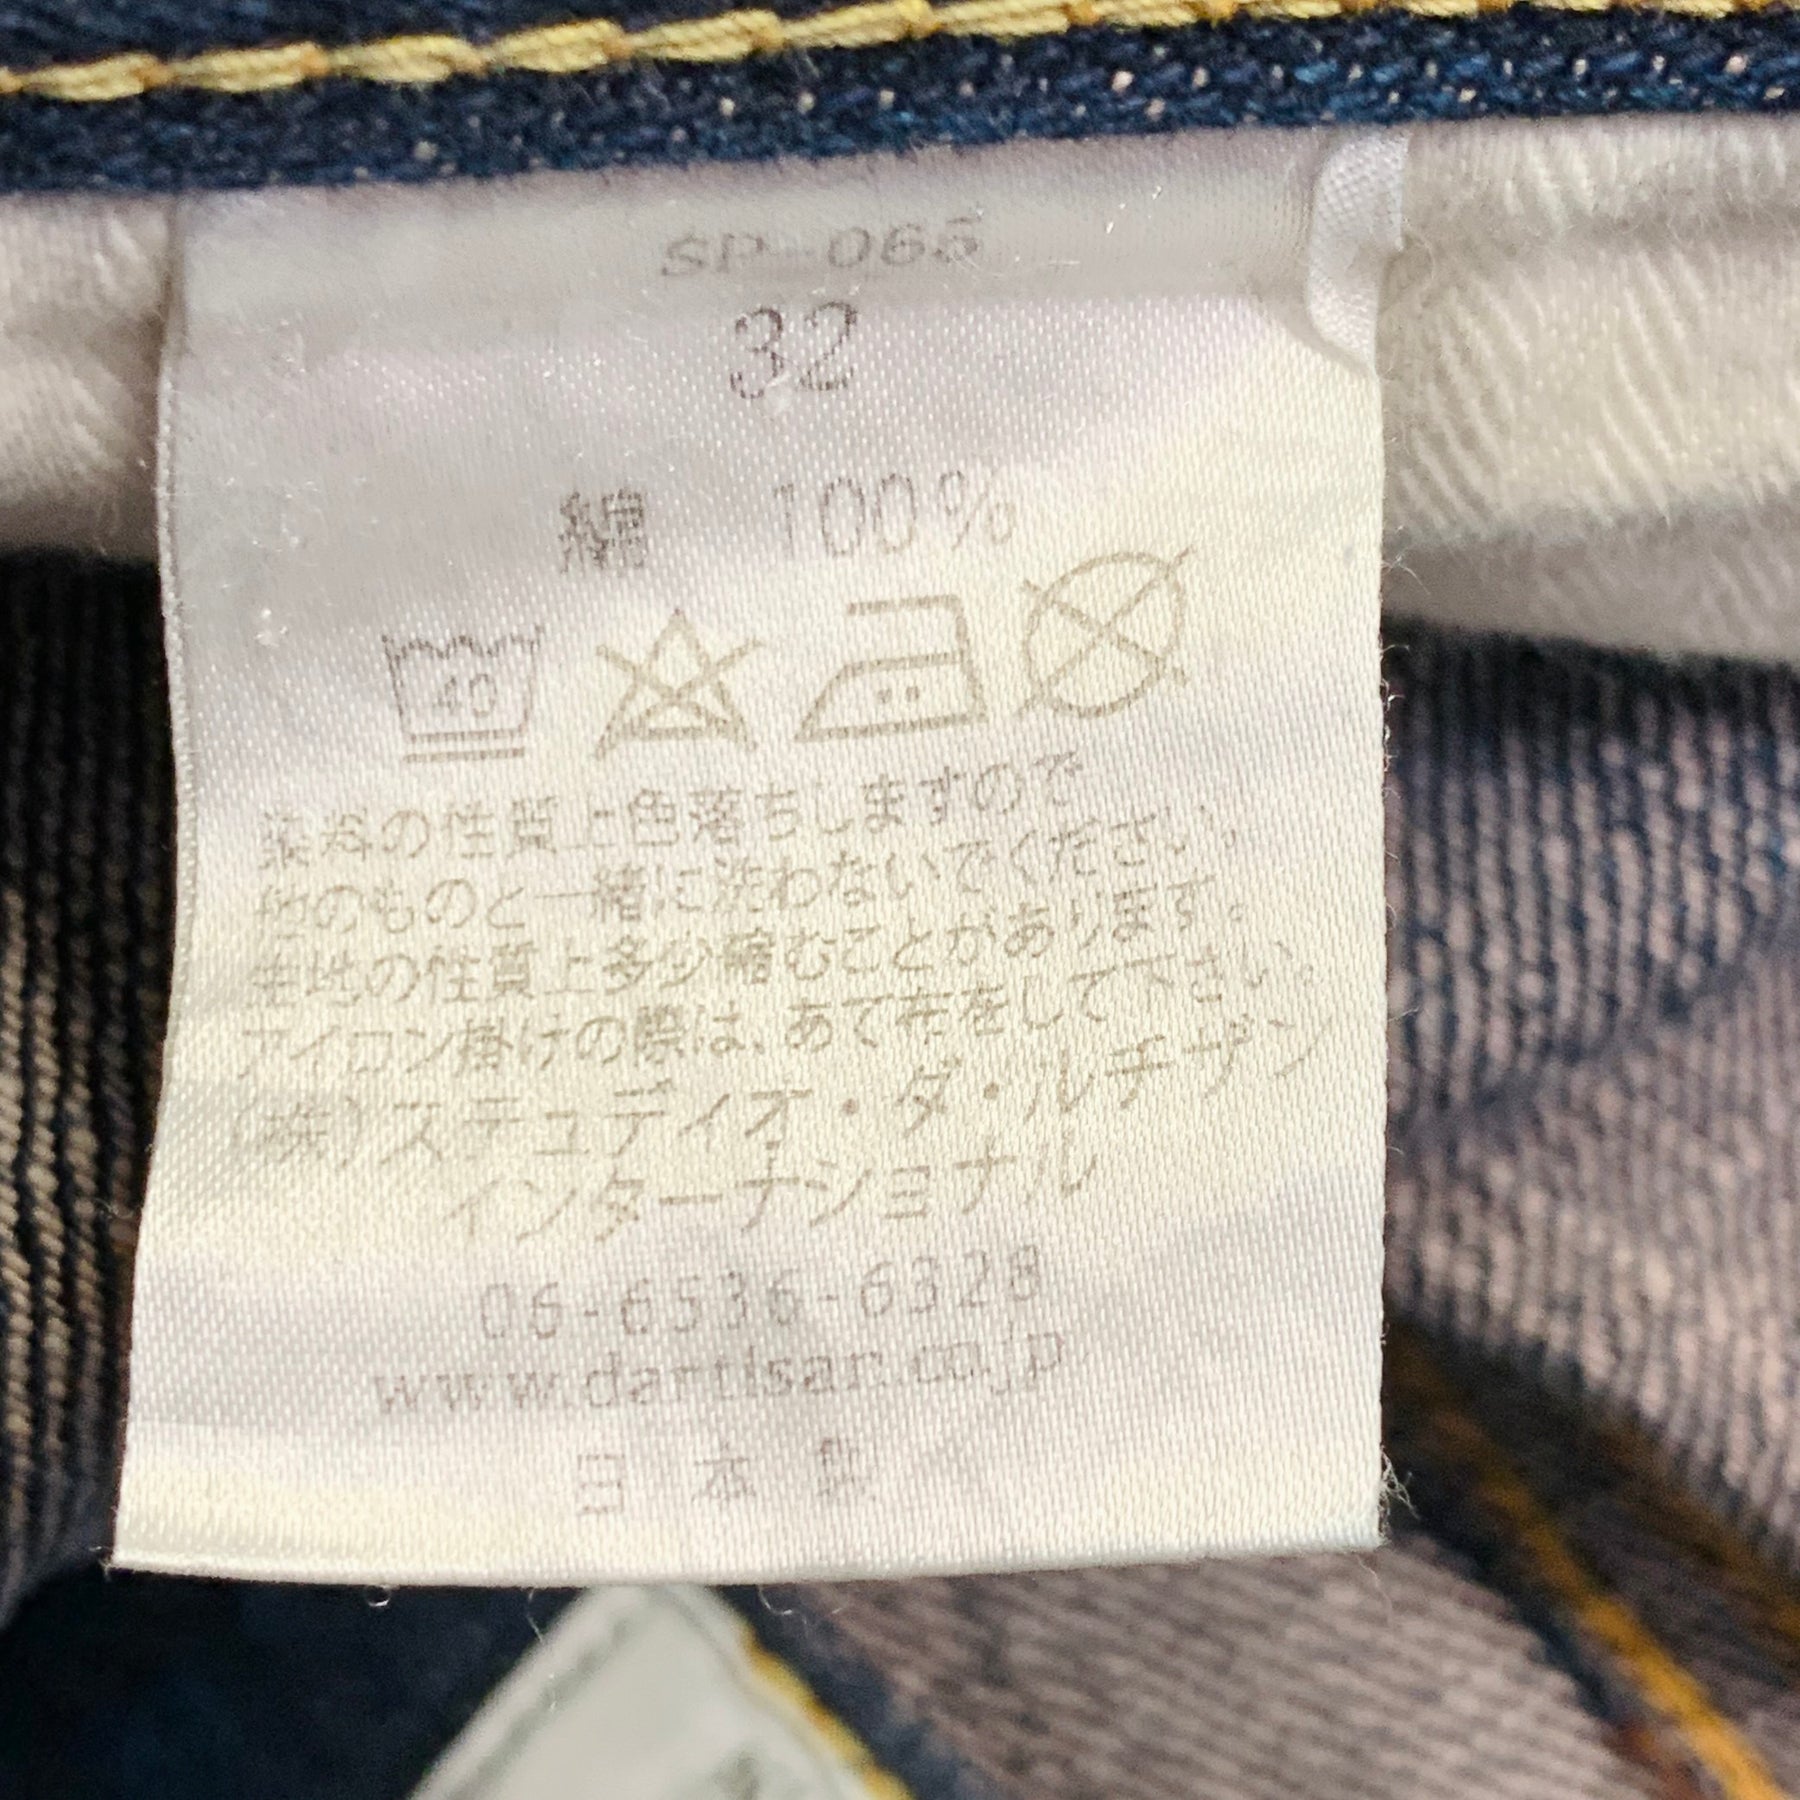 SP-065
32
綿 100%
40
染料の性質上色落ちしますので
他のものと一緒に洗わないでください。
生地の性質上多少縮むことがあります。
アイロン掛けの際は、あて布をして下さい。
(株)ステュディオ・ダ・ルチザン
インターナショナル
06-6536-6328
www.dartisan.co.jp
日本製